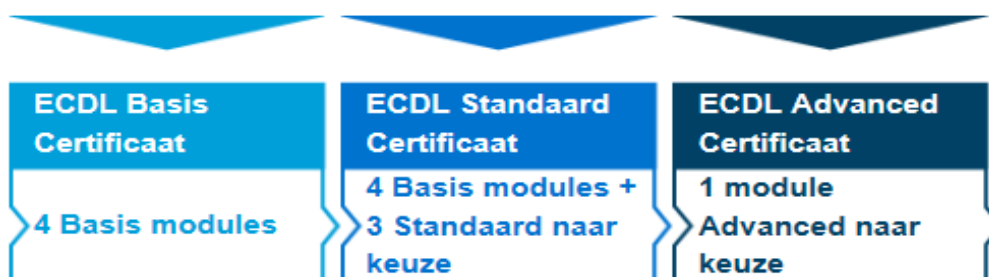 ECDL Basis
Certificaat
4 Basis modules
ECDL Standaard
Certificaat
4 Basis modules +
3 Standaard naar
keuze
ECDL Advanced
Certificaat
1 module
Advanced naar
keuze